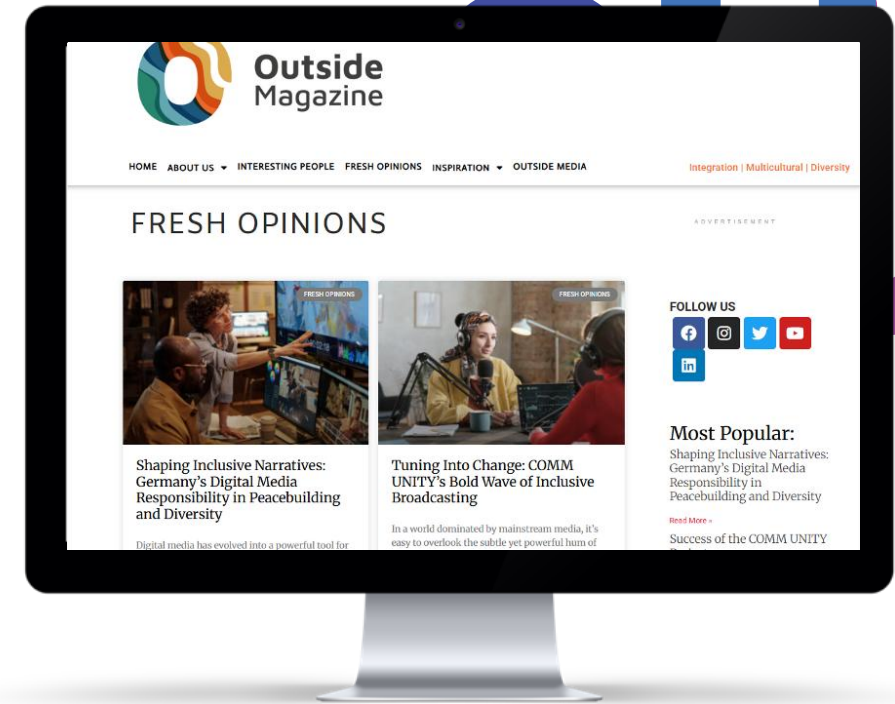 Outside
Magazine
HOME ABOUT US INTERESTING PEOPLE FRESH OPINIONS INSPIRATION OUTSIDE MEDIA
Integration | Multicultural | Diversity
FRESH OPINIONS
ADVERTISEMENT
FRESH OPINIONS
Shaping Inclusive Narratives:
Germany’s Digital Media
Responsibility in Peacebuilding
and Diversity
Digital media has evolved into a powerful tool for
FRESH OPINIONS
Tuning Into Change: COMM
UNITY’s Bold Wave of Inclusive
Broadcasting
In a world dominated by mainstream media, it’s
easy to overlook the subtle yet powerful hum of
FOLLOW US
Most Popular:
Shaping Inclusive Narratives:
Germany’s Digital Media
Responsibility in
Peacebuilding and Diversity
Read More »
Success of the COMM UNITY